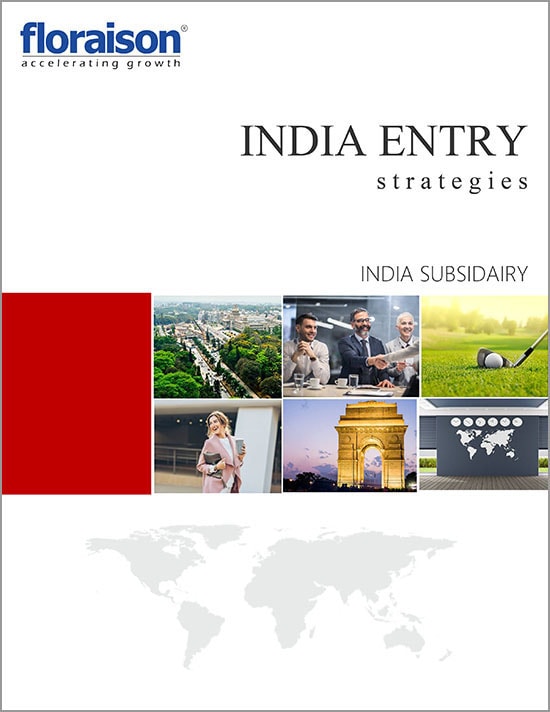 floraison®
accelerating growth
INDIA ENTRY
strategies
INDIA SUBSIDAIRY